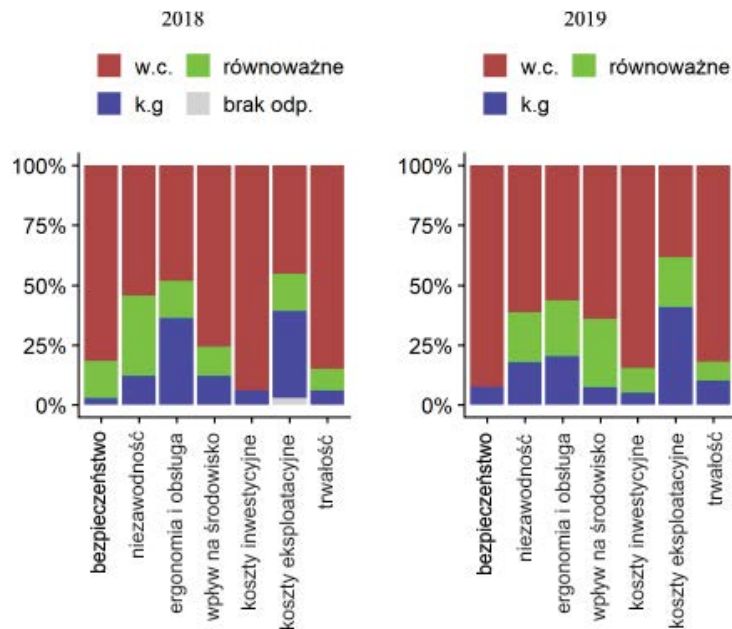 2018
w.c.
równoważne
k.g
brak odp.
100%
75%
50%
25%
0%
bezpieczeństwo
niezawodność
ergonomia i obsługa
wpływ na środowisko
koszty inwestycyjne
koszty eksploatacyjne
trwałość
2019
w.c.
równoważne
k.g
100%
75%
50%
25%
0%
bezpieczeństwo
niezawodność
ergonomia i obsługa
wpływ na środowisko
koszty inwestycyjne
koszty eksploatacyjne
trwałość